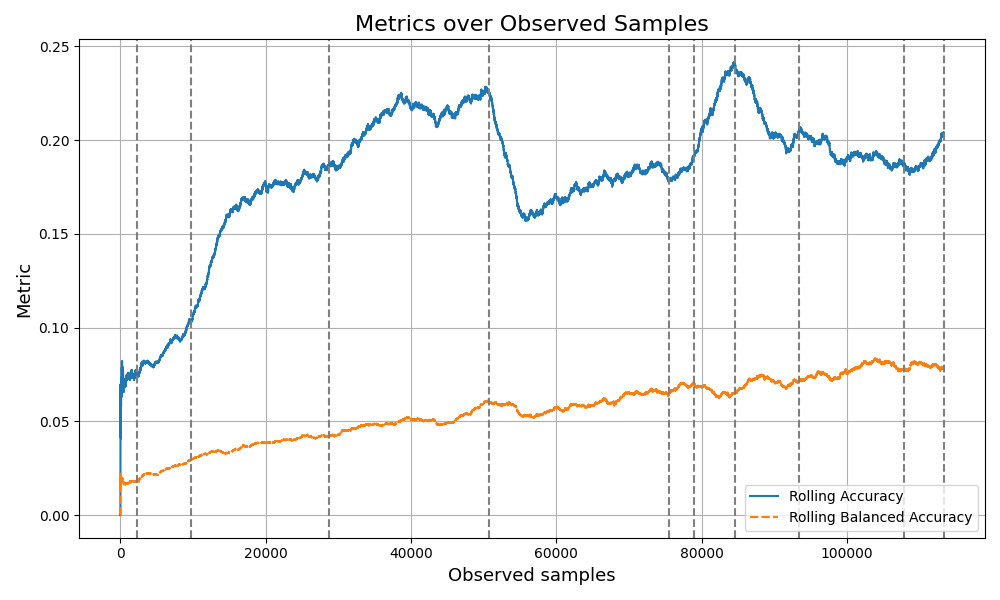 Metrics over Observed Samples
Metric
0.25
0.20
0.15
0.10
0.05
0.00
0
20000
40000
60000
80000
100000
Observed samples
Rolling Accuracy
Rolling Balanced Accuracy